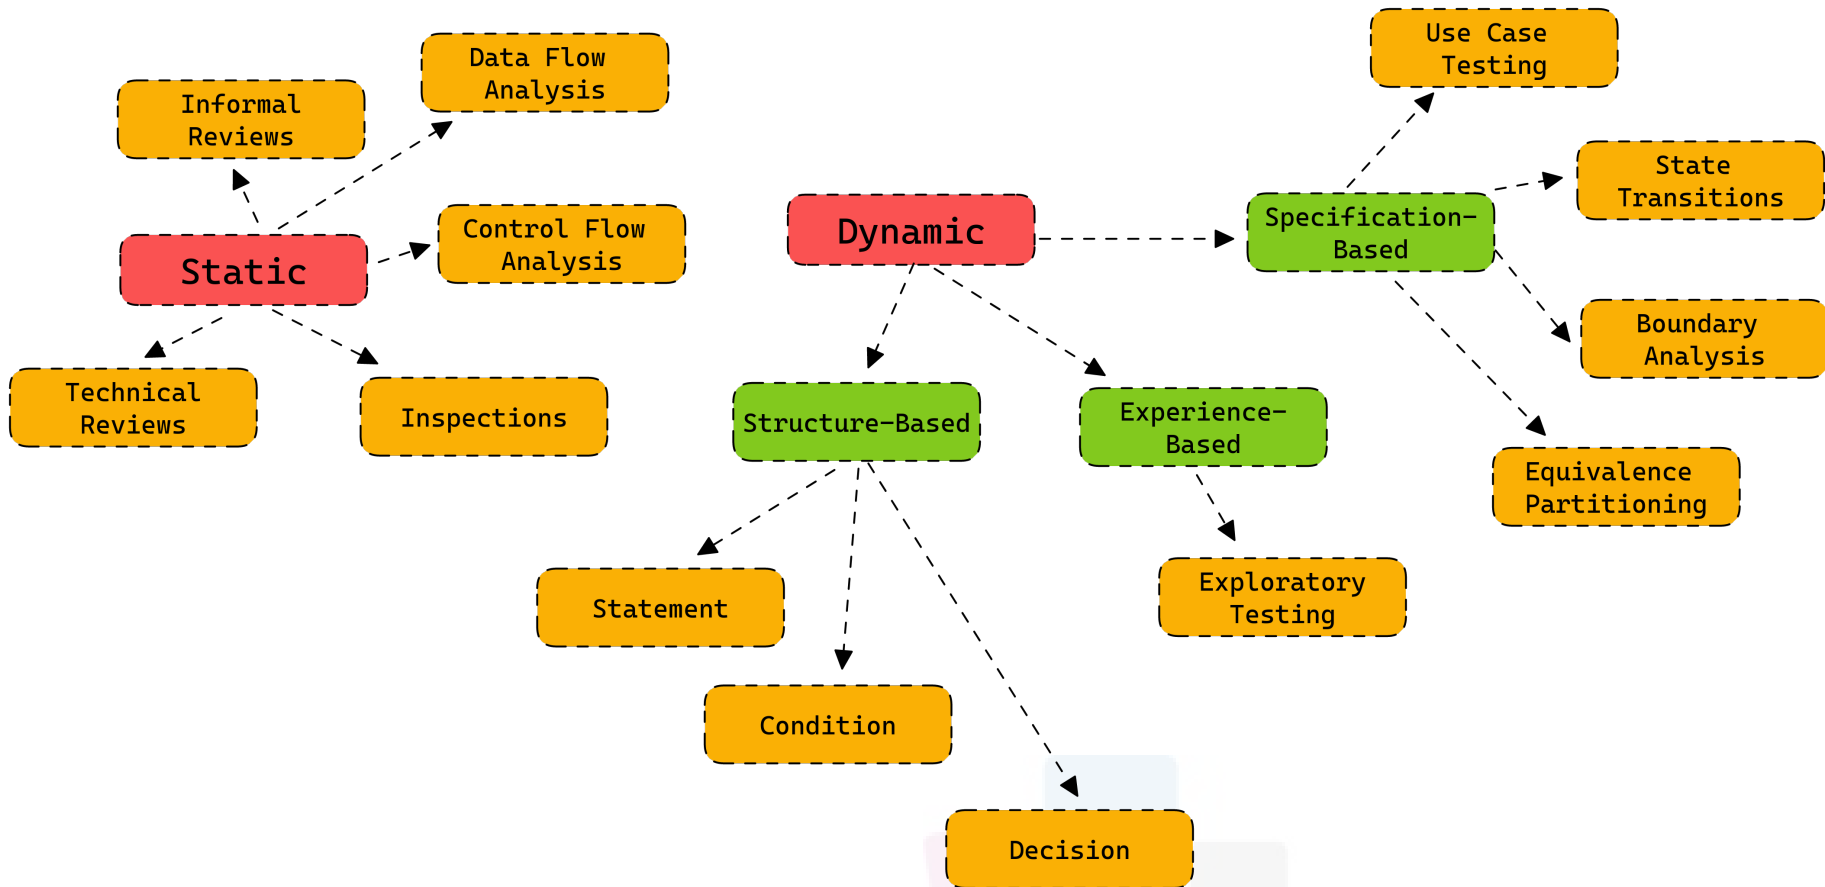 Use Case
Testing
Data Flow
Analysis
Informal
Reviews
State
Transitions
Control Flow
Analysis
Dynamic
Specification-
Based
Static
Boundary
Analysis
Technical
Reviews
Inspections
Structure-Based
Experience-
Based
Equivalence
Partitioning
Statement
Exploratory
Testing
Condition
Decision